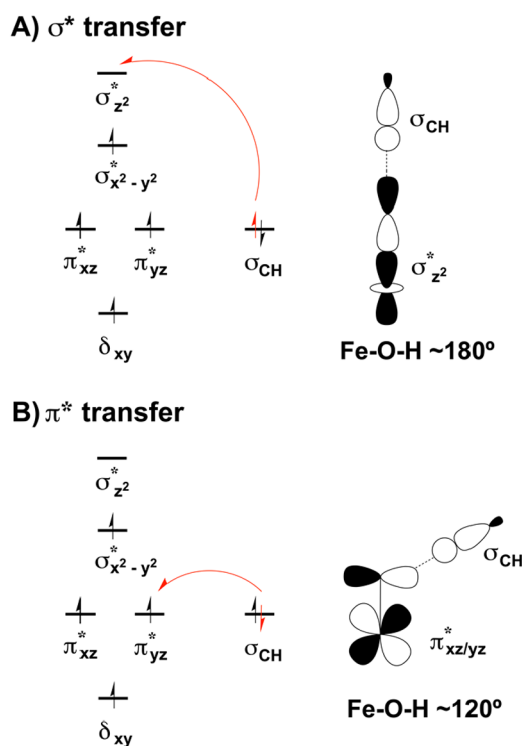 A) σ* transfer
σ*z²
σCH
σ*x² - y²
π*xz π*yz σCH
σ*z²
δxy
Fe-O-H ~180º
B) π* transfer
σ*z²
σCH
σ*x² - y²
π*xz π*yz σCH
π*xz/yz
δxy
Fe-O-H ~120º